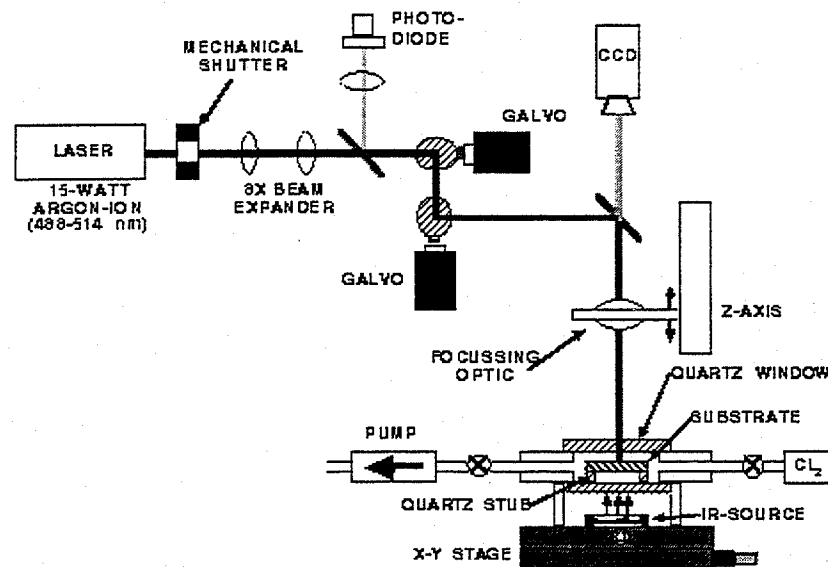 PHOTO-
DIODE
MECHANICAL
SHUTTER
CCD
GALVO
LASER
15-WATT
ARGON-ION
(488-514 nm)
8X BEAM
EXPANDER
GALVO
Z-AXIS
FOCUSSING
OPTIC
QUARTZ WINDOW
SUBSTRATE
PUMP
CL2
QUARTZ STUB
IR-SOURCE
X-Y STAGE